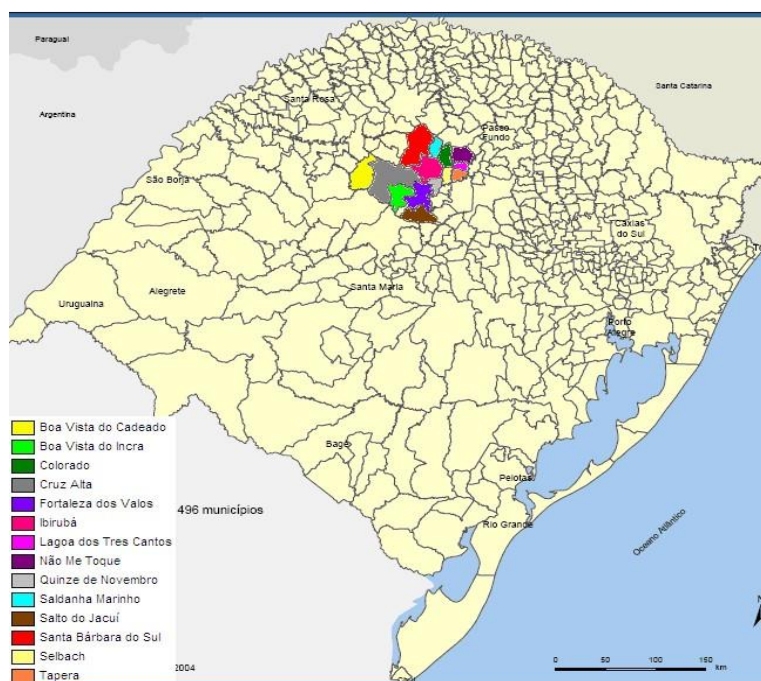 Paraguai
Argentina
Santa Catarina
Santa Rosa
Passo
Fundo
São Borja
Caxias
do Sul
Uruguaina
Alegrete
Santa Maria
Porto
Alegre
Bagé
Pelotas
Rio Grande
Oceano Atlântico
Boa Vista do Cadeado
Boa Vista do Incra
Colorado
Cruz Alta
Fortaleza dos Valos
Ibirubá
Lagoa dos Tres Cantos
Não Me Toque
Quinze de Novembro
Saldanha Marinho
Salto do Jacuí
Santa Bárbara do Sul
Selbach
Tapera
496 municípios
2004
0 50 100 150
km